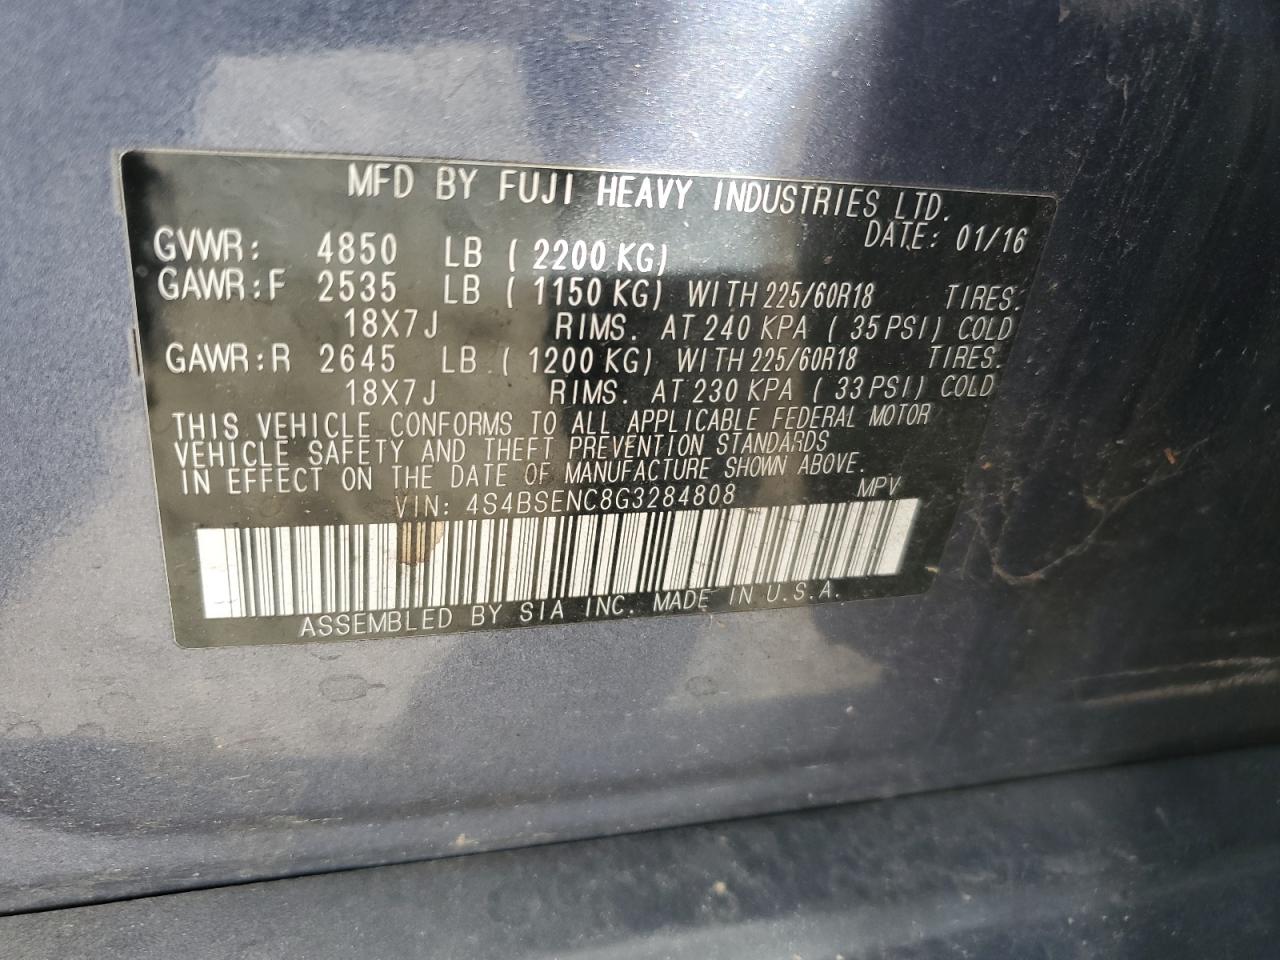 MFD BY FUJI HEAVY INDUSTRIES LTD.
DATE: 01/16
GVWR: 4850 LB ( 2200 KG)
GAWR:F 2535 LB ( 1150 KG) WITH 225/60R18 TIRES.
18X7J RIMS. AT 240 KPA ( 35 PSI) COLD
GAWR:R 2645 LB ( 1200 KG) WITH 225/60R18 TIRES.
18X7J RIMS. AT 230 KPA ( 33 PSI) COLD
THIS VEHICLE CONFORMS TO ALL APPLICABLE FEDERAL MOTOR
VEHICLE SAFETY AND THEFT PREVENTION STANDARDS
IN EFFECT ON THE DATE OF MANUFACTURE SHOWN ABOVE.
VIN: 4S4BSENC8G3284808 MPV
ASSEMBLED BY SIA INC. MADE IN U.S.A.